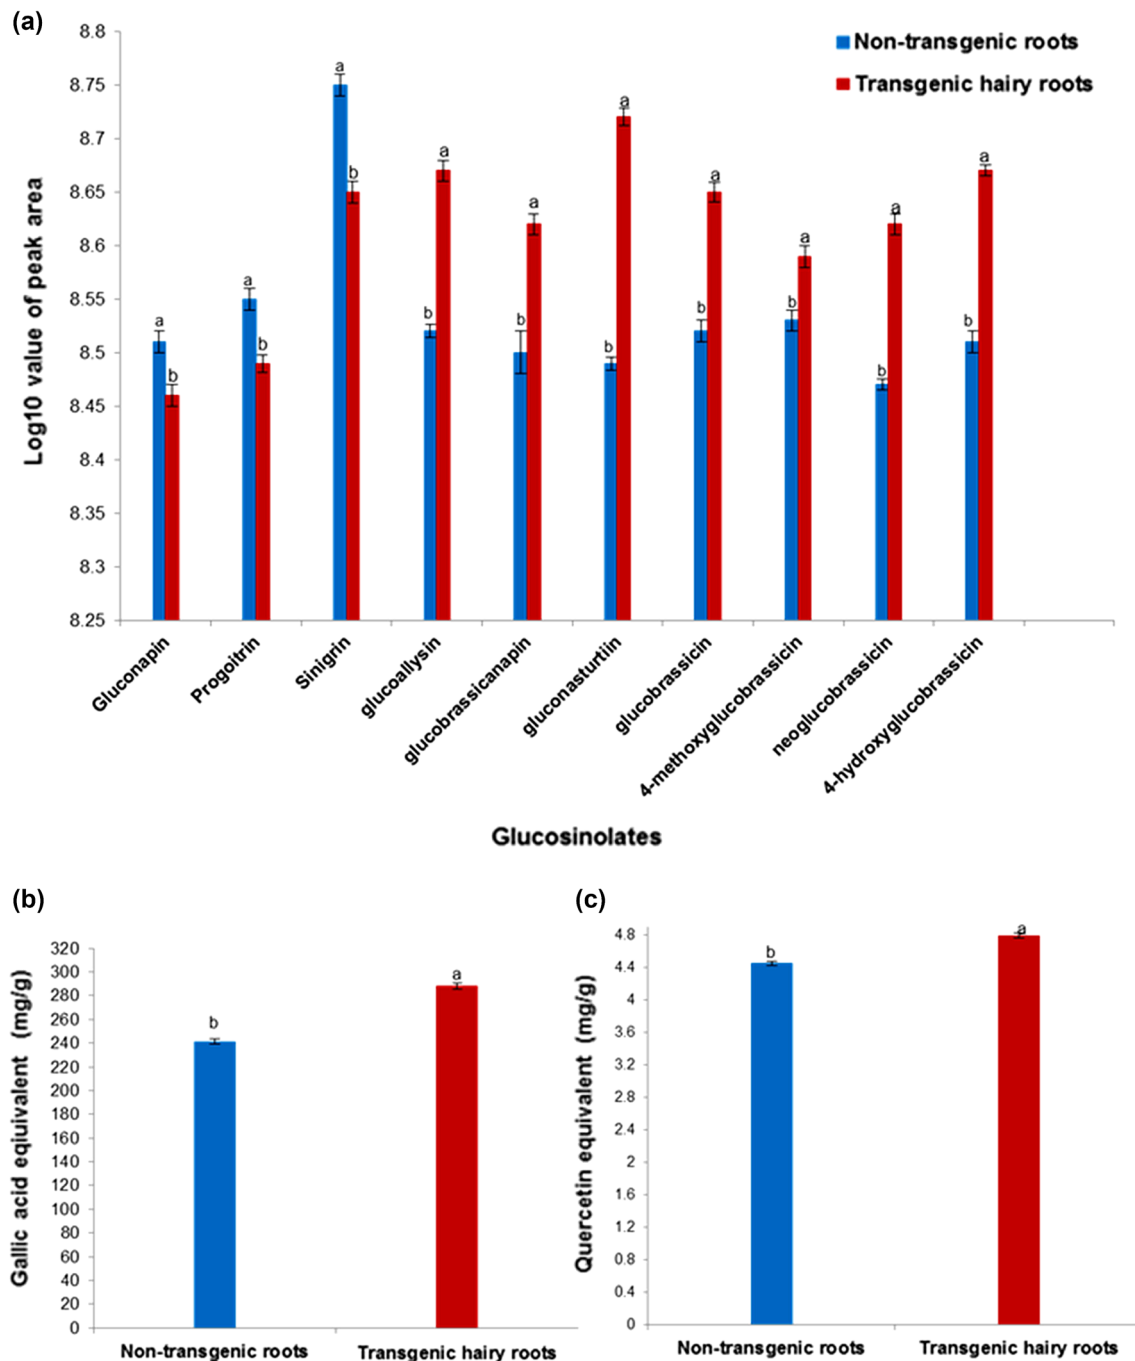 (a)
Non-transgenic roots
Transgenic hairy roots
Log10 value of peak area
8.8
8.75
8.7
8.65
8.6
8.55
8.5
8.45
8.4
8.35
8.3
8.25
a
b
a
b
a
b
b
a
b
a
b
a
b
a
b
a
b
a
b
a
Gluconapin
Progoitrin
Sinigrin
glucoallysin
glucobrassicanapin
gluconasturtiin
glucobrassicin
4-methoxyglucobrassicin
neoglucobrassicin
4-hydroxyglucobrassicin
Glucosinolates
(b)
Gallic acid eqiuivalent (mg/g)
320
300
280
260
240
220
200
180
160
140
120
100
80
60
40
20
0
b
a
Non-transgenic roots
Transgenic hairy roots
(c)
Quercetin equivalent (mg/g)
4.8
4.4
4
3.6
3.2
2.8
2.4
2
1.6
1.2
0.8
0.4
0
b
a
Non-transgenic roots
Transgenic hairy roots